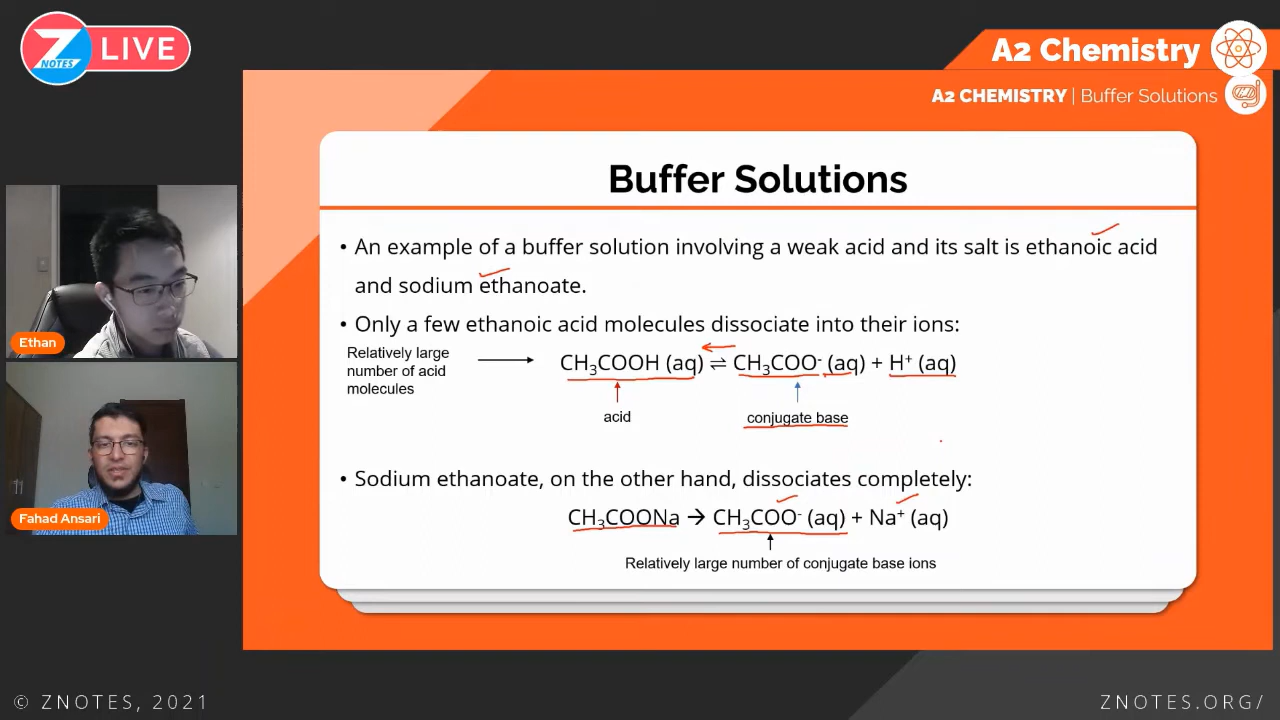 Z
NOTES
LIVE
A2 Chemistry
A2 CHEMISTRY | Buffer Solutions
Buffer Solutions
• An example of a buffer solution involving a weak acid and its salt is ethanoic acid
and sodium ethanoate.
• Only a few ethanoic acid molecules dissociate into their ions:
Relatively large
number of acid
molecules
CH₃COOH (aq) ⇌ CH₃COO⁻ (aq) + H⁺ (aq)
acid
conjugate base
• Sodium ethanoate, on the other hand, dissociates completely:
CH₃COONa → CH₃COO⁻ (aq) + Na⁺ (aq)
Relatively large number of conjugate base ions
Ethan
Fahad Ansari
© ZNOTES, 2021
ZNOTES.ORG/